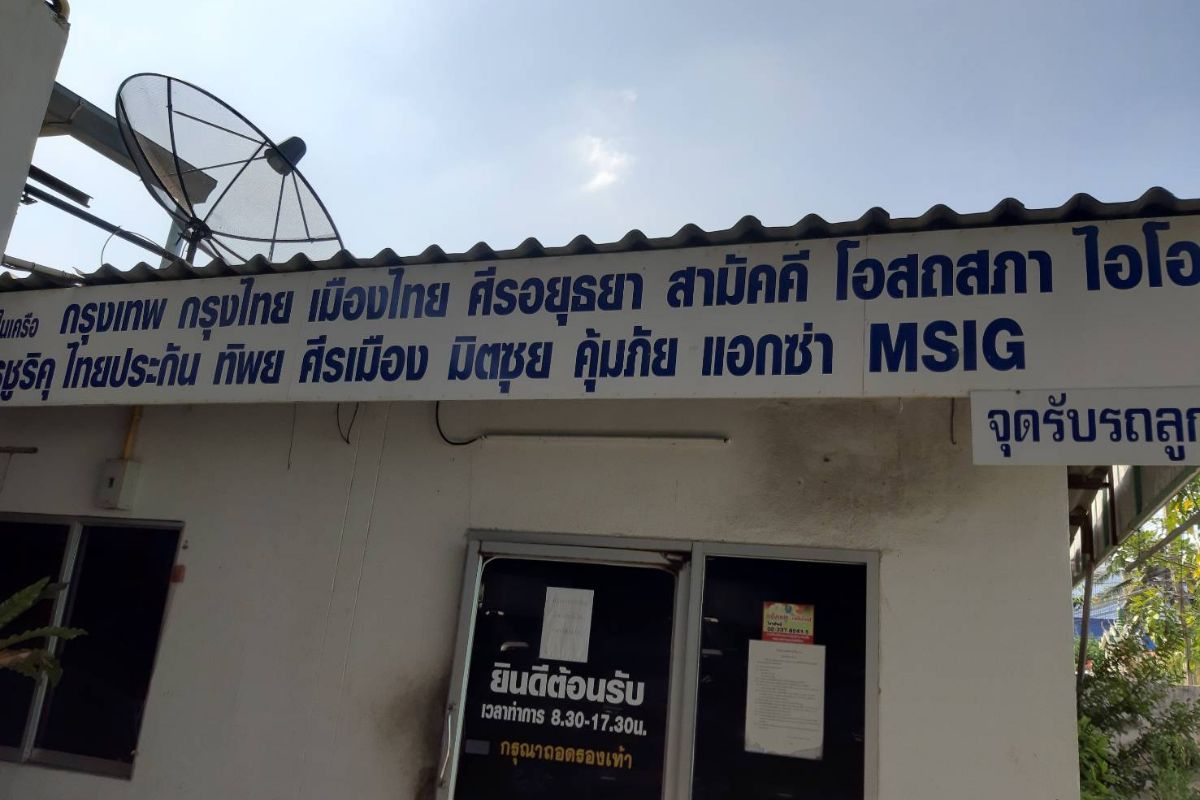 ในเครือ กรุงเทพ กรุงไทย เมืองไทย ศรีอยุธยา สามัคคี โอสถสภา ไอโอ
ไทยประกัน ทิพย ศรีเมือง มิตซุย คุ้มภัย แอกซ่า MSIG
จุดรับรถลูก
ยินดีต้อนรับ
เวลาทำการ 8.30-17.30น.
กรุณาถอดรองเท้า